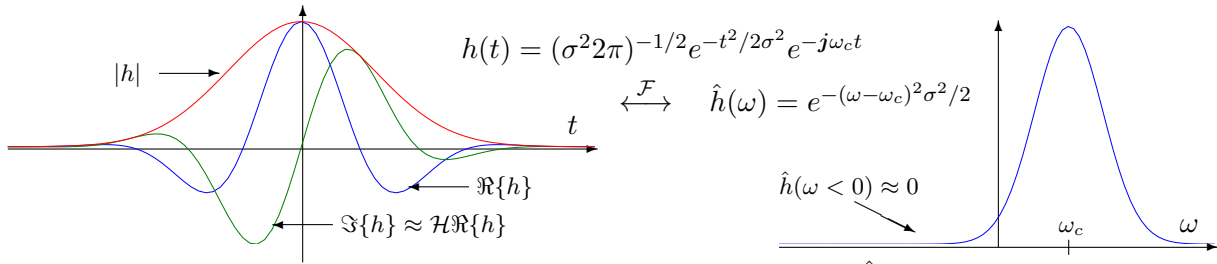 h(t) = (σ²2π)^{-1/2} e^{-t²/2σ²} e^{-jω_c t}
|h|
⟷^{ℱ} ĥ(ω) = e^{-(ω-ω_c)²σ²/2}
t
ℜ{h}
ℑ{h} ≈ ℋℜ{h}
ĥ(ω < 0) ≈ 0
ω_c
ω